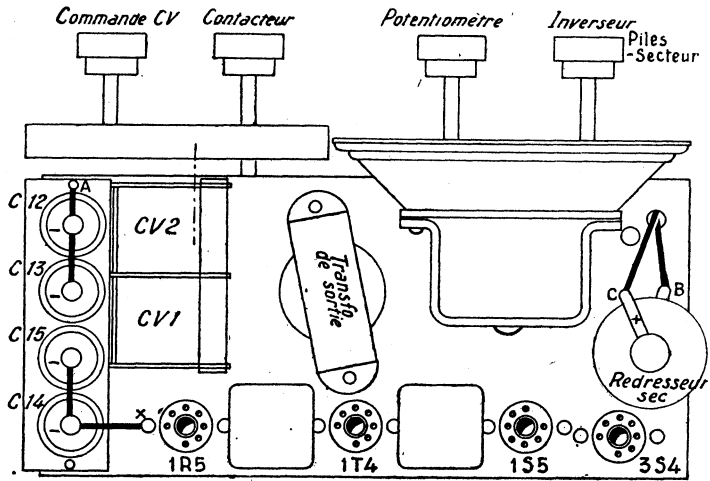 Commande CV
Contacteur
Potentiomètre
Inverseur
Piles
-Secteur
C 12
A
-
CV2
C 13
-
Transfo
de sortie
C
B
CV1
C 15
-
+
Redresseur
sec
C 14
-
x
1R5
1T4
1S5
3S4